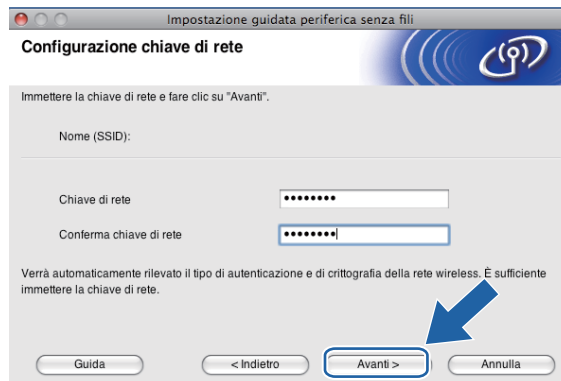 Impostazione guidata periferica senza fili
Configurazione chiave di rete
Immettere la chiave di rete e fare clic su "Avanti".
Nome (SSID):
Chiave di rete ••••••••
Conferma chiave di rete ••••••••
Verrà automaticamente rilevato il tipo di autenticazione e di crittografia della rete wireless. È sufficiente
immettere la chiave di rete.
Guida < Indietro Avanti > Annulla